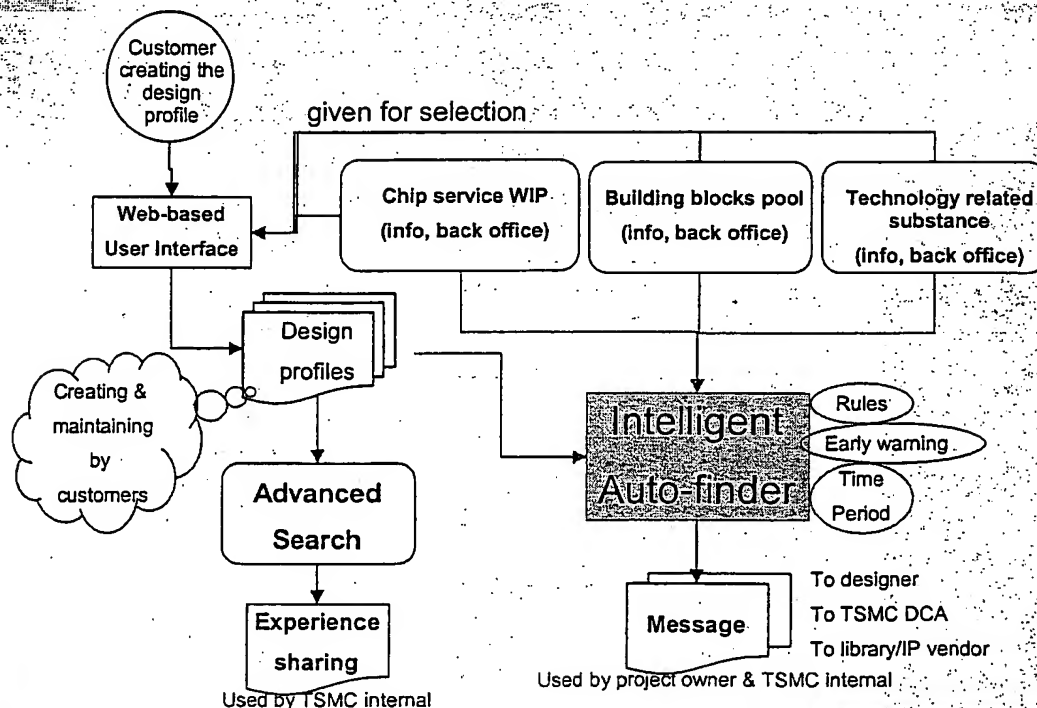 Customer
creating the
design
profile
given for selection
Web-based
User Interface
Chip service WIP
(info, back office)
Building blocks pool
(info, back office)
Technology related
substance
(info, back office)
Design
profiles
Creating &
maintaining
by
customers
Intelligent
Auto-finder
Rules
Early warning
Time
Period
Advanced
Search
Experience
sharing
Used by TSMC internal
Message
To designer
To TSMC DCA
To library/IP vendor
Used by project owner & TSMC internal